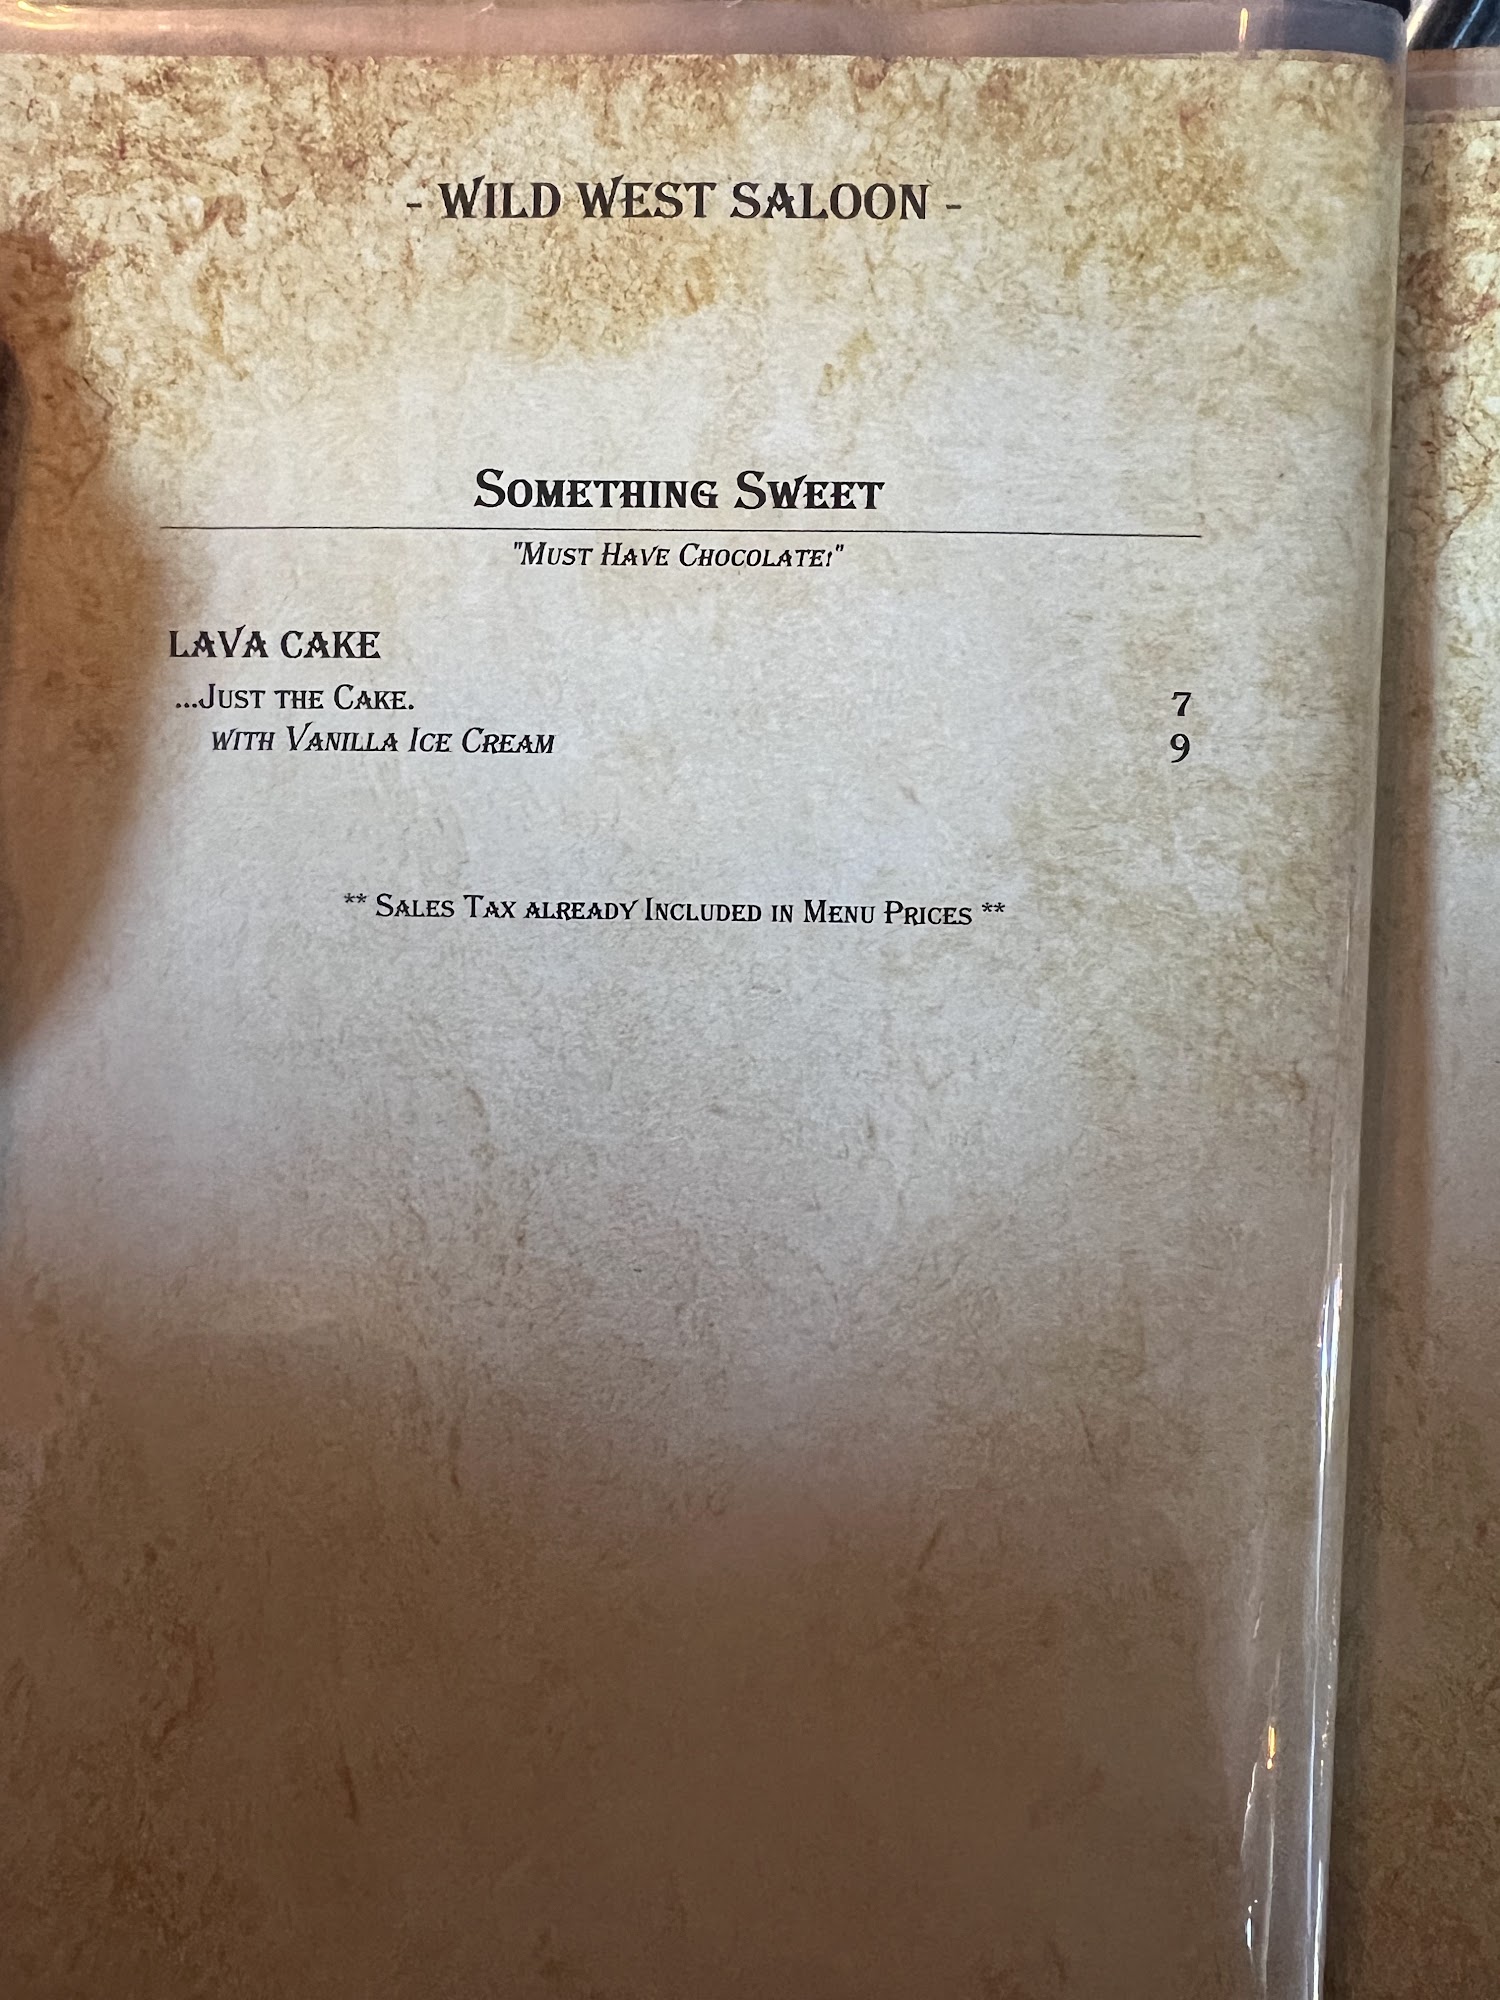 - WILD WEST SALOON -
SOMETHING SWEET
"MUST HAVE CHOCOLATE!"
LAVA CAKE
...JUST THE CAKE. 7
WITH VANILLA ICE CREAM 9
** SALES TAX ALREADY INCLUDED IN MENU PRICES **